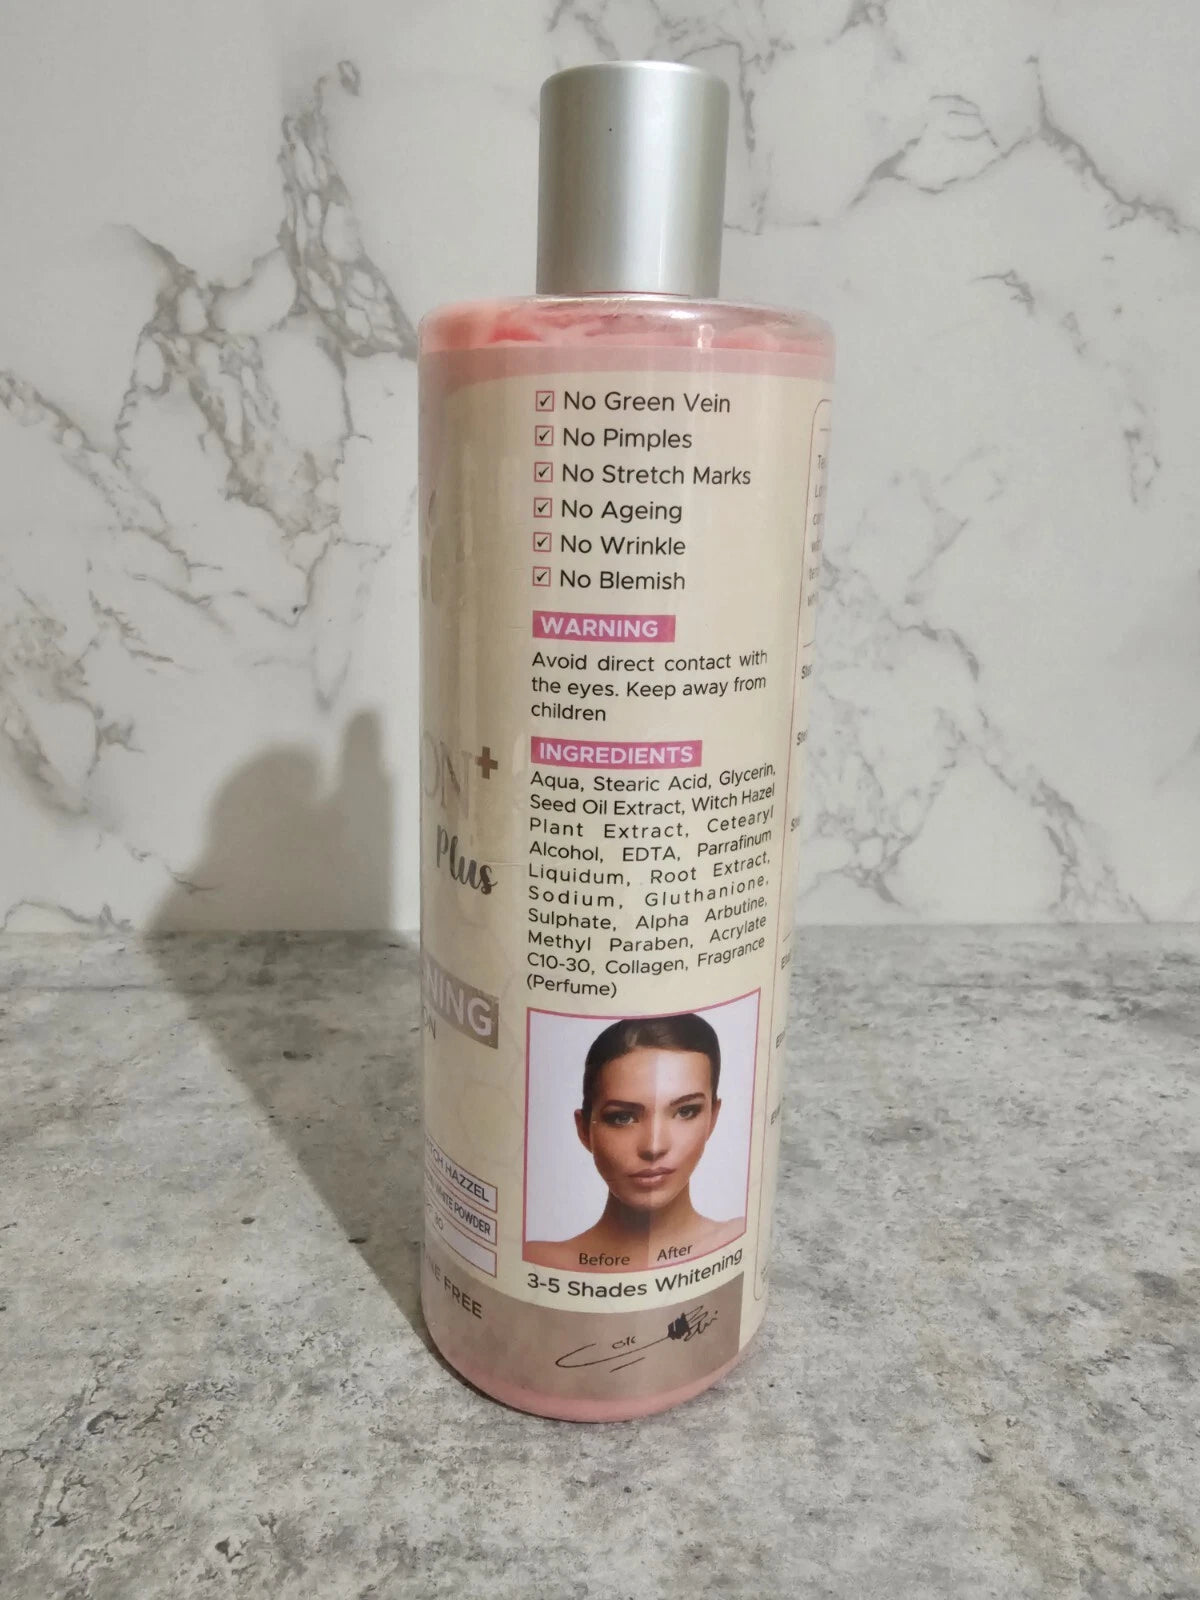 No Green Vein
No Pimples
No Stretch Marks
No Ageing
No Wrinkle
No Blemish
WARNING
Avoid direct contact with
the eyes. Keep away from
children
INGREDIENTS
Aqua, Stearic Acid, Glycerin,
Seed Oil Extract, Witch Hazel
Plant Extract, Cetearyl
Alcohol, EDTA, Parrafinum
Liquidum, Root Extract,
Sodium, Gluthanione,
Sulphate, Alpha Arbutine,
Methyl Paraben, Acrylate
C10-30, Collagen, Fragrance
(Perfume)
Before After
3-5 Shades Whitening
Plus
HAZZEL
POWDER
FREE